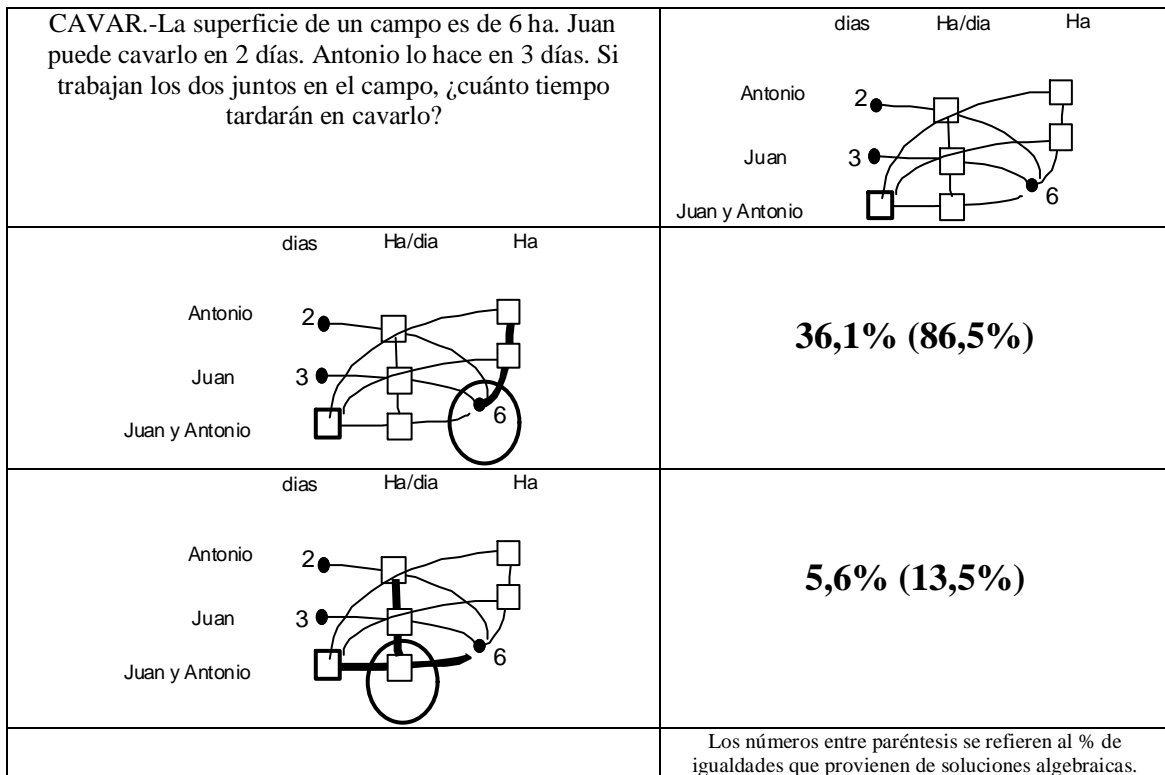 CAVAR.-La superficie de un campo es de 6 ha. Juan
puede cavarlo en 2 días. Antonio lo hace en 3 días. Si
trabajan los dos juntos en el campo, ¿cuánto tiempo
tardarán en cavarlo?
dias Ha/dia Ha
Antonio 2
Juan 3
6
Juan y Antonio
dias Ha/dia Ha
Antonio 2
Juan 3
6
Juan y Antonio
36,1% (86,5%)
dias Ha/dia Ha
Antonio 2
Juan 3
6
Juan y Antonio
5,6% (13,5%)
Los números entre paréntesis se refieren al % de
igualdades que provienen de soluciones algebraicas.